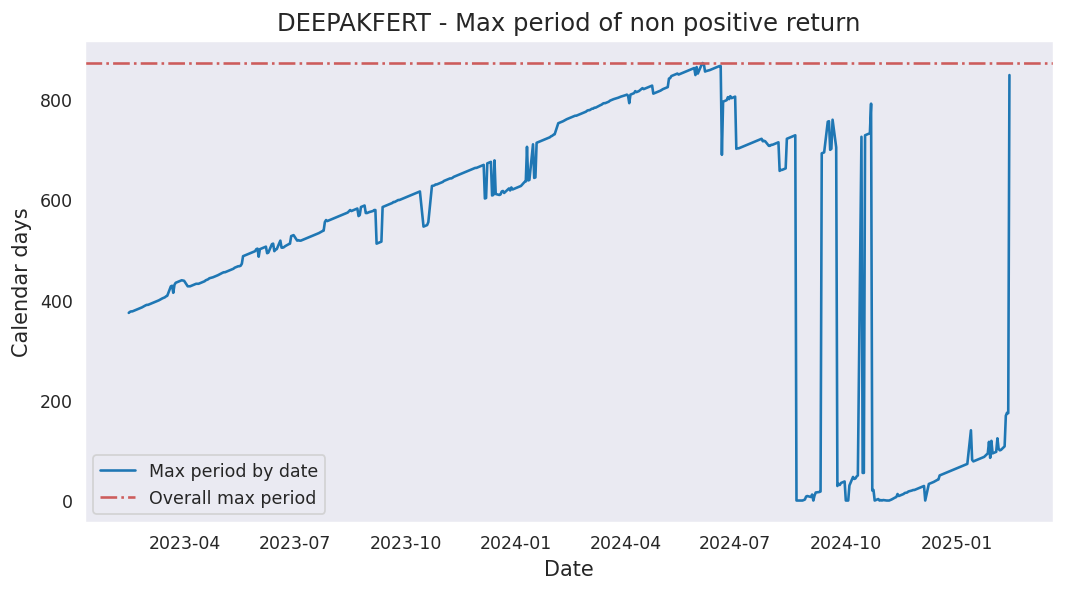 DEEPAKFERT - Max period of non positive return
Calendar days
800
600
400
200
0
Max period by date
Overall max period
2023-04 2023-07 2023-10 2024-01 2024-04 2024-07 2024-10 2025-01
Date